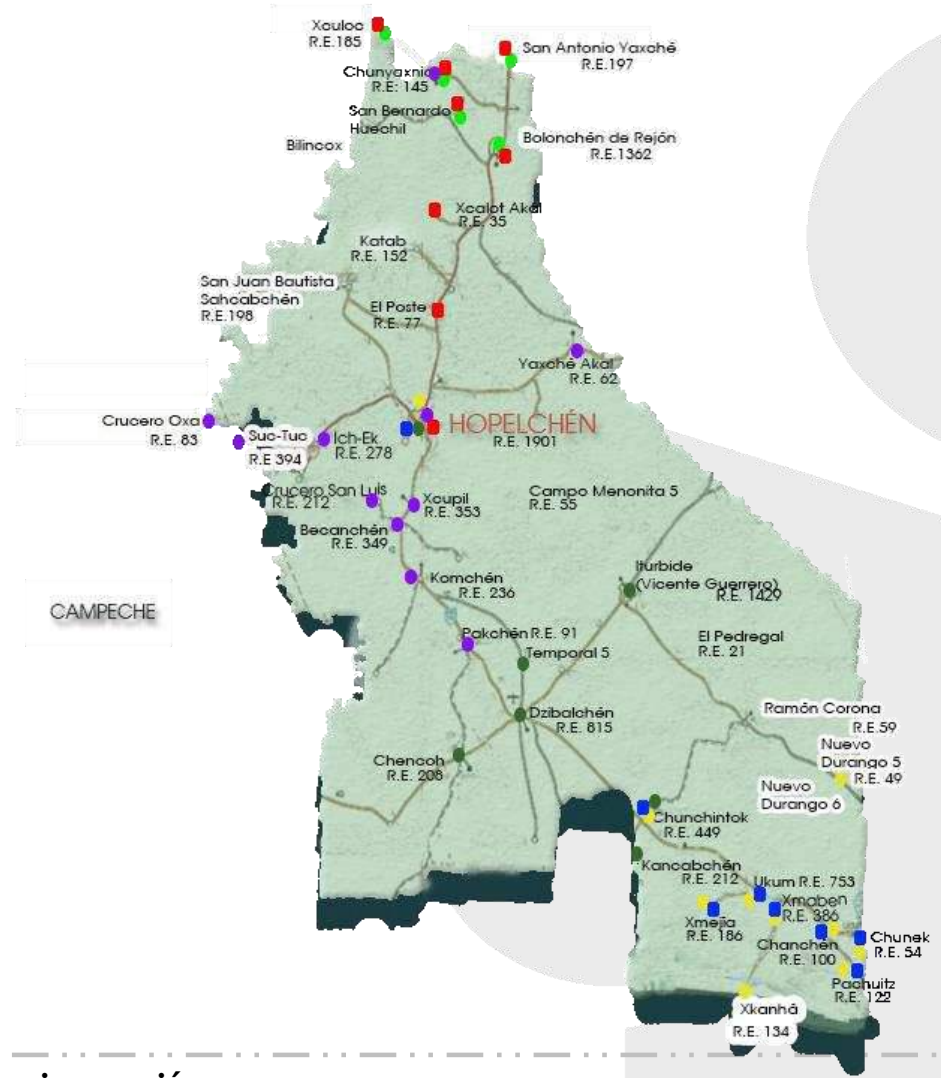 Xculoc
R.E.185
San Antonio Yaxché
R.E.197
Chunyaxnic
R.E: 145
San Bernardo
Huechil
Bolonchén de Rejón
R.E.1362
Bilincox
Xcalot Akal
R.E. 35
Katab
R.E. 152
San Juan Bautista
Sahcabchén
R.E.198
El Poste
R.E. 77
Yaxché Akal
R.E. 62
Crucero Oxa
R.E. 83
Suc-Tuc
R.E 394
Ich-Ek
R.E. 278
HOPELCHÉN
R.E. 1901
Crucero San Luis
R.E. 212
Xcupil
R.E. 353
Campo Menonita 5
R.E. 55
Becanchén
R.E. 349
Komchén
R.E. 236
Iturbide
(Vicente Guerrero)
R.E. 1429
CAMPECHE
Pakchén R.E. 91
Temporal 5
El Pedregal
R.E. 21
Dzibalchén
R.E. 815
Ramón Corona
R.E.59
Chencoh
R.E. 208
Nuevo
Durango 5
R.E. 49
Nuevo
Durango 6
Chunchintok
R.E. 449
Kancabchén
R.E. 212
Ukum R.E. 753
Xmaben
R.E. 386
Xmejía
R.E. 186
Chanchén
R.E. 100
Chunek
R.E. 54
Pachuitz
R.E. 122
Xkanhá
R.E. 134